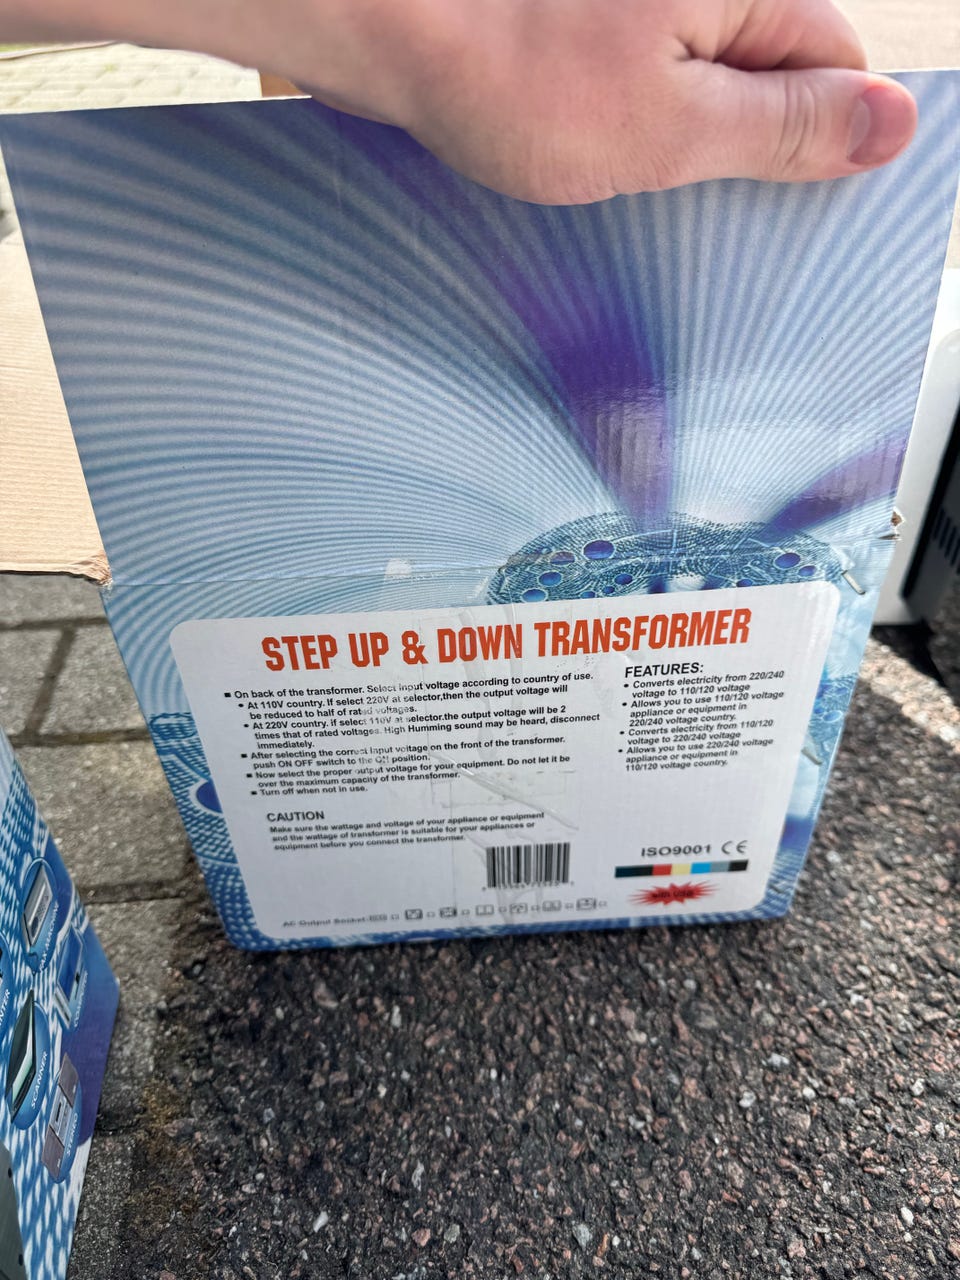 STEP UP & DOWN TRANSFORMER
■ On back of the transformer. Select input voltage according to country of use.
• At 110V country. If select 220V at selector,then the output voltage will
be reduced to half of rated voltages.
• At 220V country. if select 110V at selector.the output voltage will be 2
times that of rated voltages. High Humming sound may be heard, disconnect
immediately.
■ After selecting the correct input voltage on the front of the transformer.
push ON OFF switch to the ON position.
■ Now select the proper output voltage for your equipment. Do not let it be
over the maximum capacity of the transformer.
■ Turn off when not in use.
CAUTION
Make sure the wattage and voltage of your appliance or equipment
and the wattage of transformer is suitable for your appliances or
equipment before you connect the transformer.
FEATURES:
• Converts electricity from 220/240
voltage to 110/120 voltage
• Allows you to use 110/120 voltage
appliance or equipment in
220/240 voltage country.
• Converts electricity from 110/120
voltage to 220/240 voltage
• Allows you to use 220/240 voltage
appliance or equipment in
110/120 voltage country.
ISO9001 CE
AC Output Socket:
SCANNER